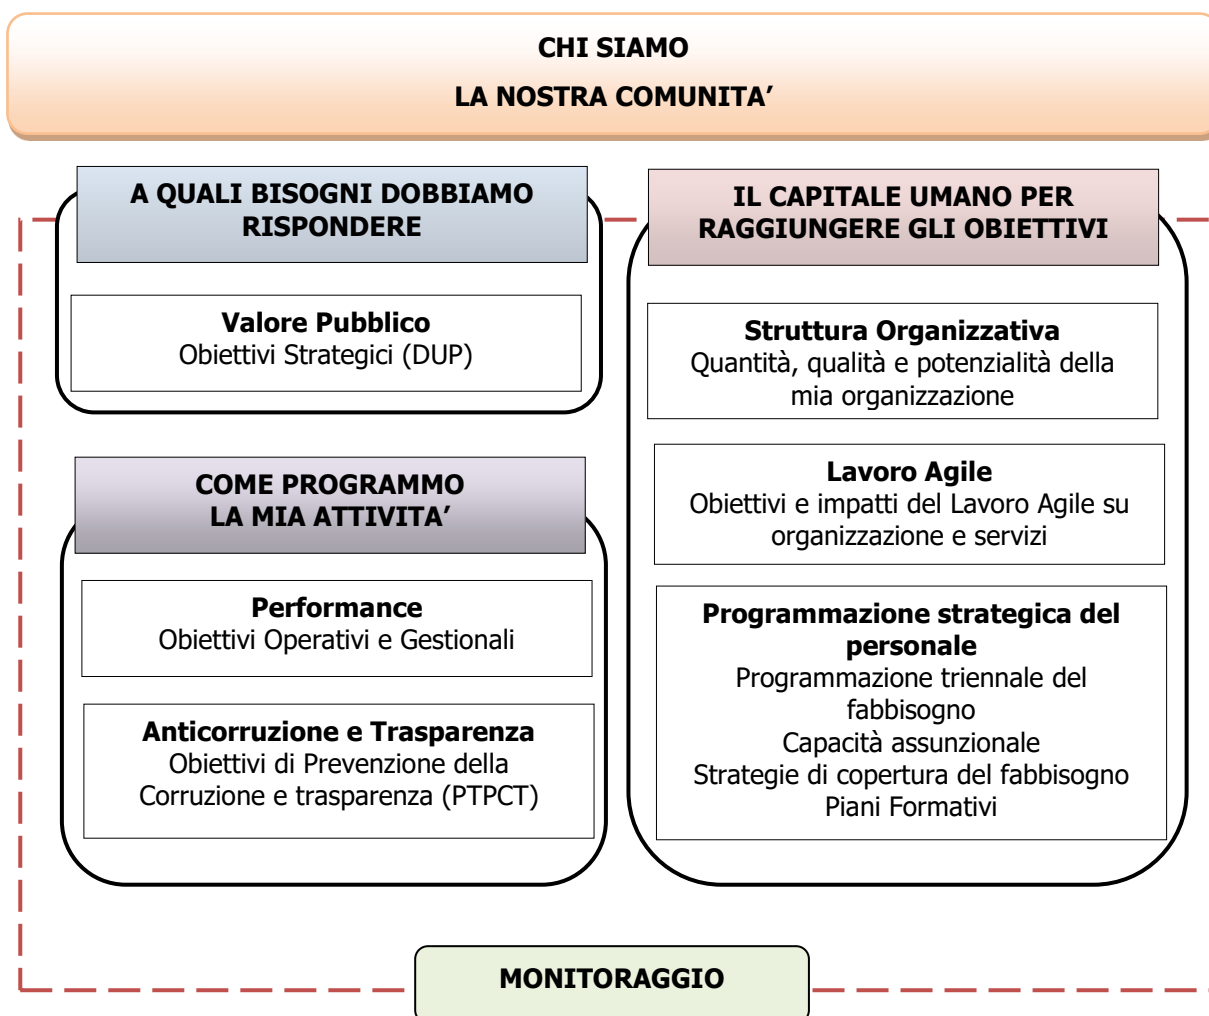 CHI SIAMO
LA NOSTRA COMUNITA’
A QUALI BISOGNI DOBBIAMO
RISPONDERE
Valore Pubblico
Obiettivi Strategici (DUP)
COME PROGRAMMO
LA MIA ATTIVITA’
Performance
Obiettivi Operativi e Gestionali
Anticorruzione e Trasparenza
Obiettivi di Prevenzione della
Corruzione e trasparenza (PTPCT)
IL CAPITALE UMANO PER
RAGGIUNGERE GLI OBIETTIVI
Struttura Organizzativa
Quantità, qualità e potenzialità della
mia organizzazione
Lavoro Agile
Obiettivi e impatti del Lavoro Agile su
organizzazione e servizi
Programmazione strategica del
personale
Programmazione triennale del
fabbisogno
Capacità assunzionale
Strategie di copertura del fabbisogno
Piani Formativi
MONITORAGGIO